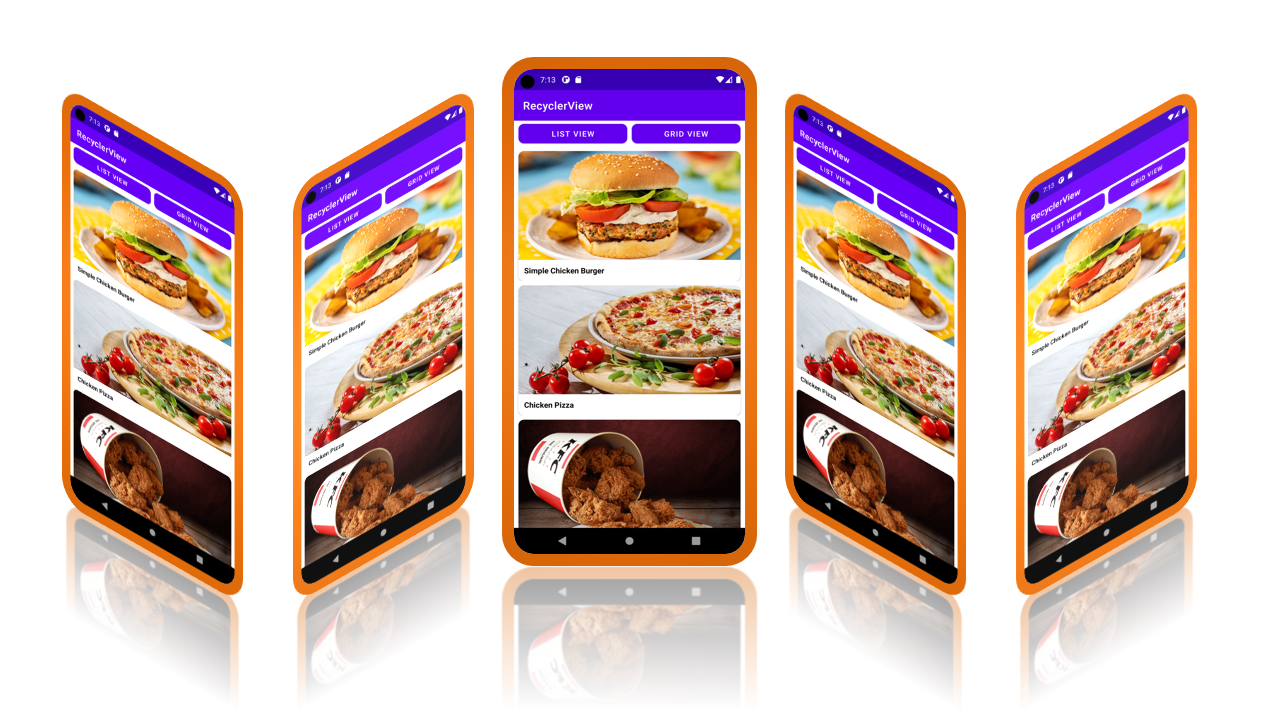 7:13
RecyclerView
LIST VIEW
GRID VIEW
Simple Chicken Burger
Chicken Pizza
KFC
7:13
RecyclerView
LIST VIEW
GRID VIEW
Simple Chicken Burger
Chicken Pizza
KFC
7:13
RecyclerView
LIST VIEW GRID VIEW
Simple Chicken Burger
Chicken Pizza
KFC
7:13
RecyclerView
LIST VIEW
GRID VIEW
Simple Chicken Burger
Chicken Pizza
KFC
7:13
RecyclerView
LIST VIEW
GRID VIEW
Simple Chicken Burger
Chicken Pizza
KFC